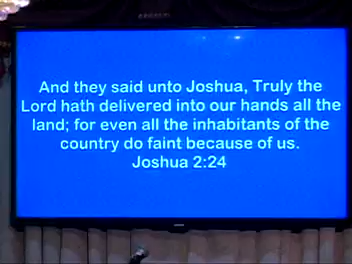 And they said unto Joshua, Truly the
Lord hath delivered into our hands all the
land; for even all the inhabitants of the
country do faint because of us.
Joshua 2:24